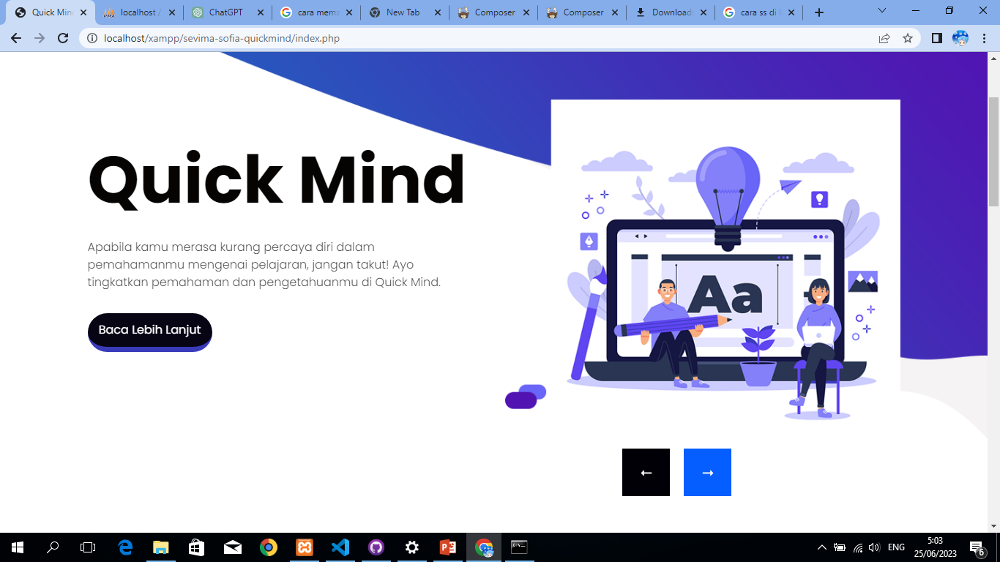 Quick Min
localhost /
ChatGPT
cara mema
New Tab
Composer
Composer
Download
cara ss di l
localhost/xampp/sevima-sofia-quickmind/index.php
Quick Mind
Apabila kamu merasa kurang percaya diri dalam
pemahamanmu mengenai pelajaran, jangan takut! Ayo
tingkatkan pemahaman dan pengetahuanmu di Quick Mind.
Baca Lebih Lanjut
Aa
ENG
5:03
25/06/2023
6